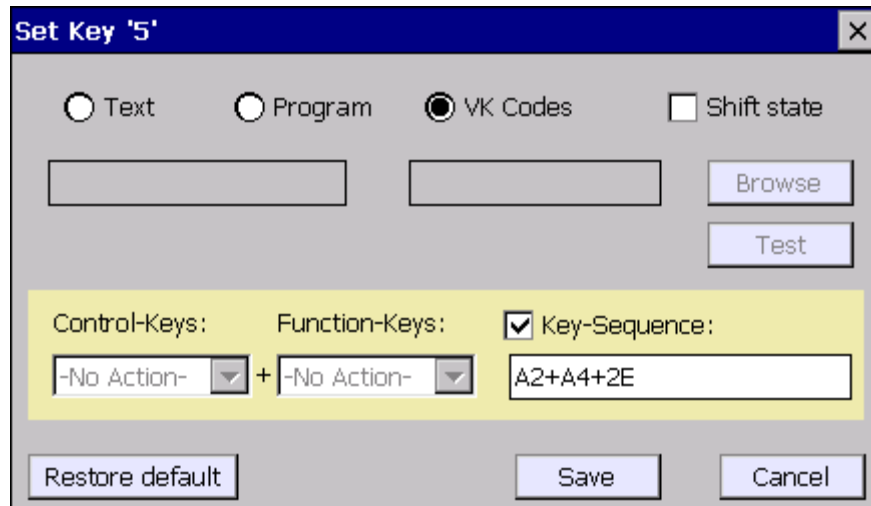 Set Key '5'
Text Program VK Codes Shift state
Browse
Test
Control-Keys: Function-Keys: Key-Sequence:
-No Action- + -No Action- A2+A4+2E
Restore default Save Cancel